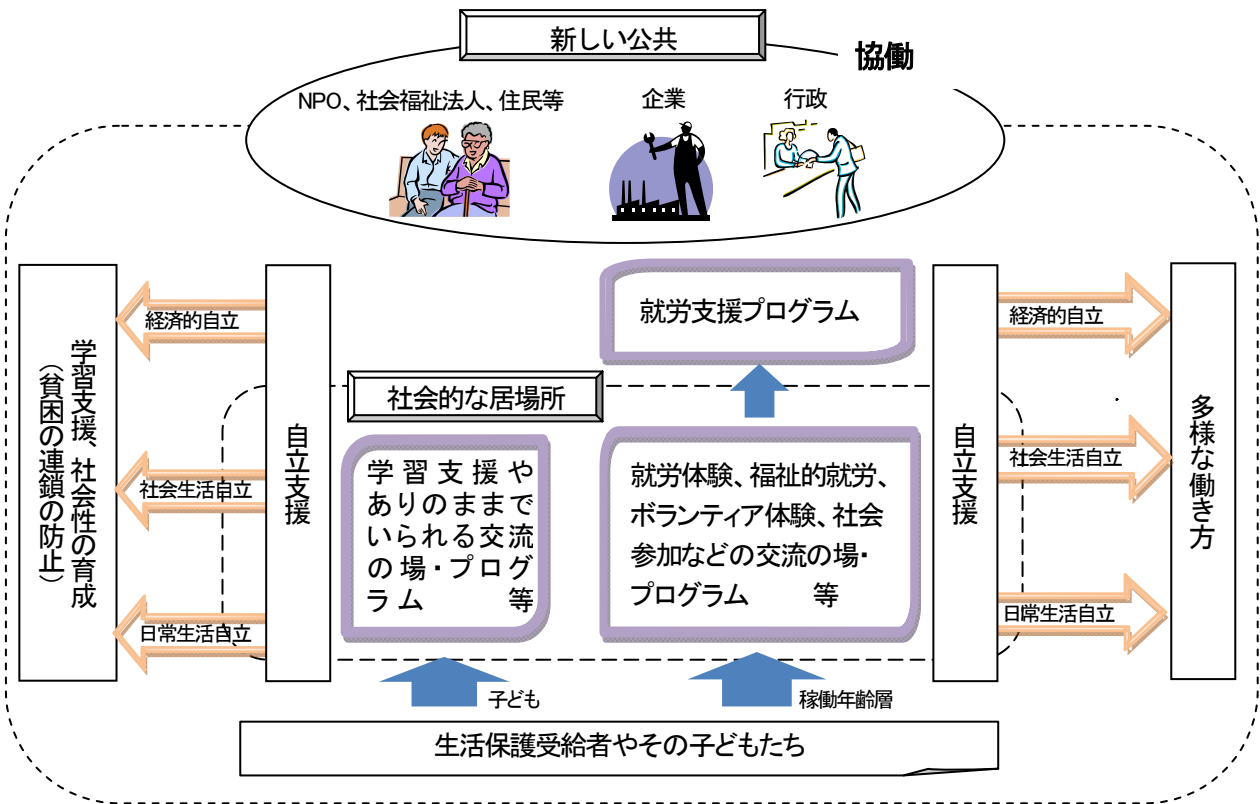 新しい公共
協働
NPO、社会福祉法人、住民等
企業
行政
学習支援、社会性の育成
（貧困の連鎖の防止）
経済的自立
社会生活自立
日常生活自立
自立支援
社会的な居場所
学習支援や
ありのままで
いられる交流
の場・プログ
ラム 等
就労支援プログラム
就労体験、福祉的就労、
ボランティア体験、社会
参加などの交流の場・
プログラム 等
自立支援
経済的自立
社会生活自立
日常生活自立
多様な働き方
子ども
稼働年齢層
生活保護受給者やその子どもたち